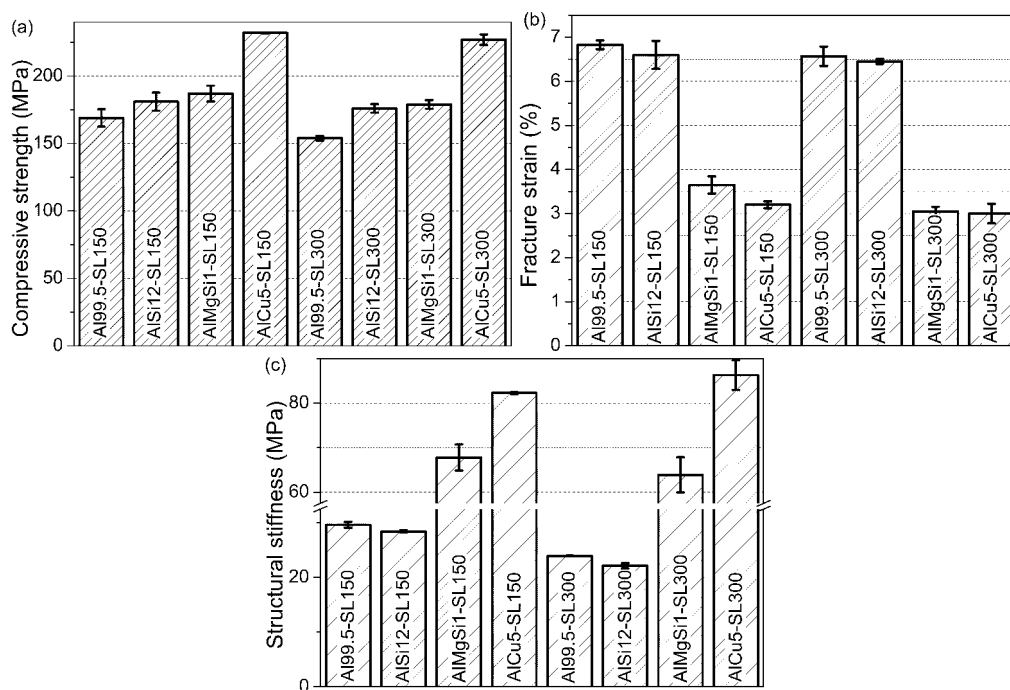 (a)
Compressive strength (MPa)
200
150
100
50
0
Al99.5-SL150
AlSi12-SL150
AlMgSi1-SL150
AlCu5-SL150
Al99.5-SL300
AlSi12-SL300
AlMgSi1-SL300
AlCu5-SL300
(b)
Fracture strain (%)
7
6
5
4
3
2
1
0
Al99.5-SL150
AlSi12-SL150
AlMgSi1-SL150
AlCu5-SL150
Al99.5-SL300
AlSi12-SL300
AlMgSi1-SL300
AlCu5-SL300
(c)
Structural stiffness (MPa)
80
60
20
0
Al99.5-SL150
AlSi12-SL150
AlMgSi1-SL150
AlCu5-SL150
Al99.5-SL300
AlSi12-SL300
AlMgSi1-SL300
AlCu5-SL300